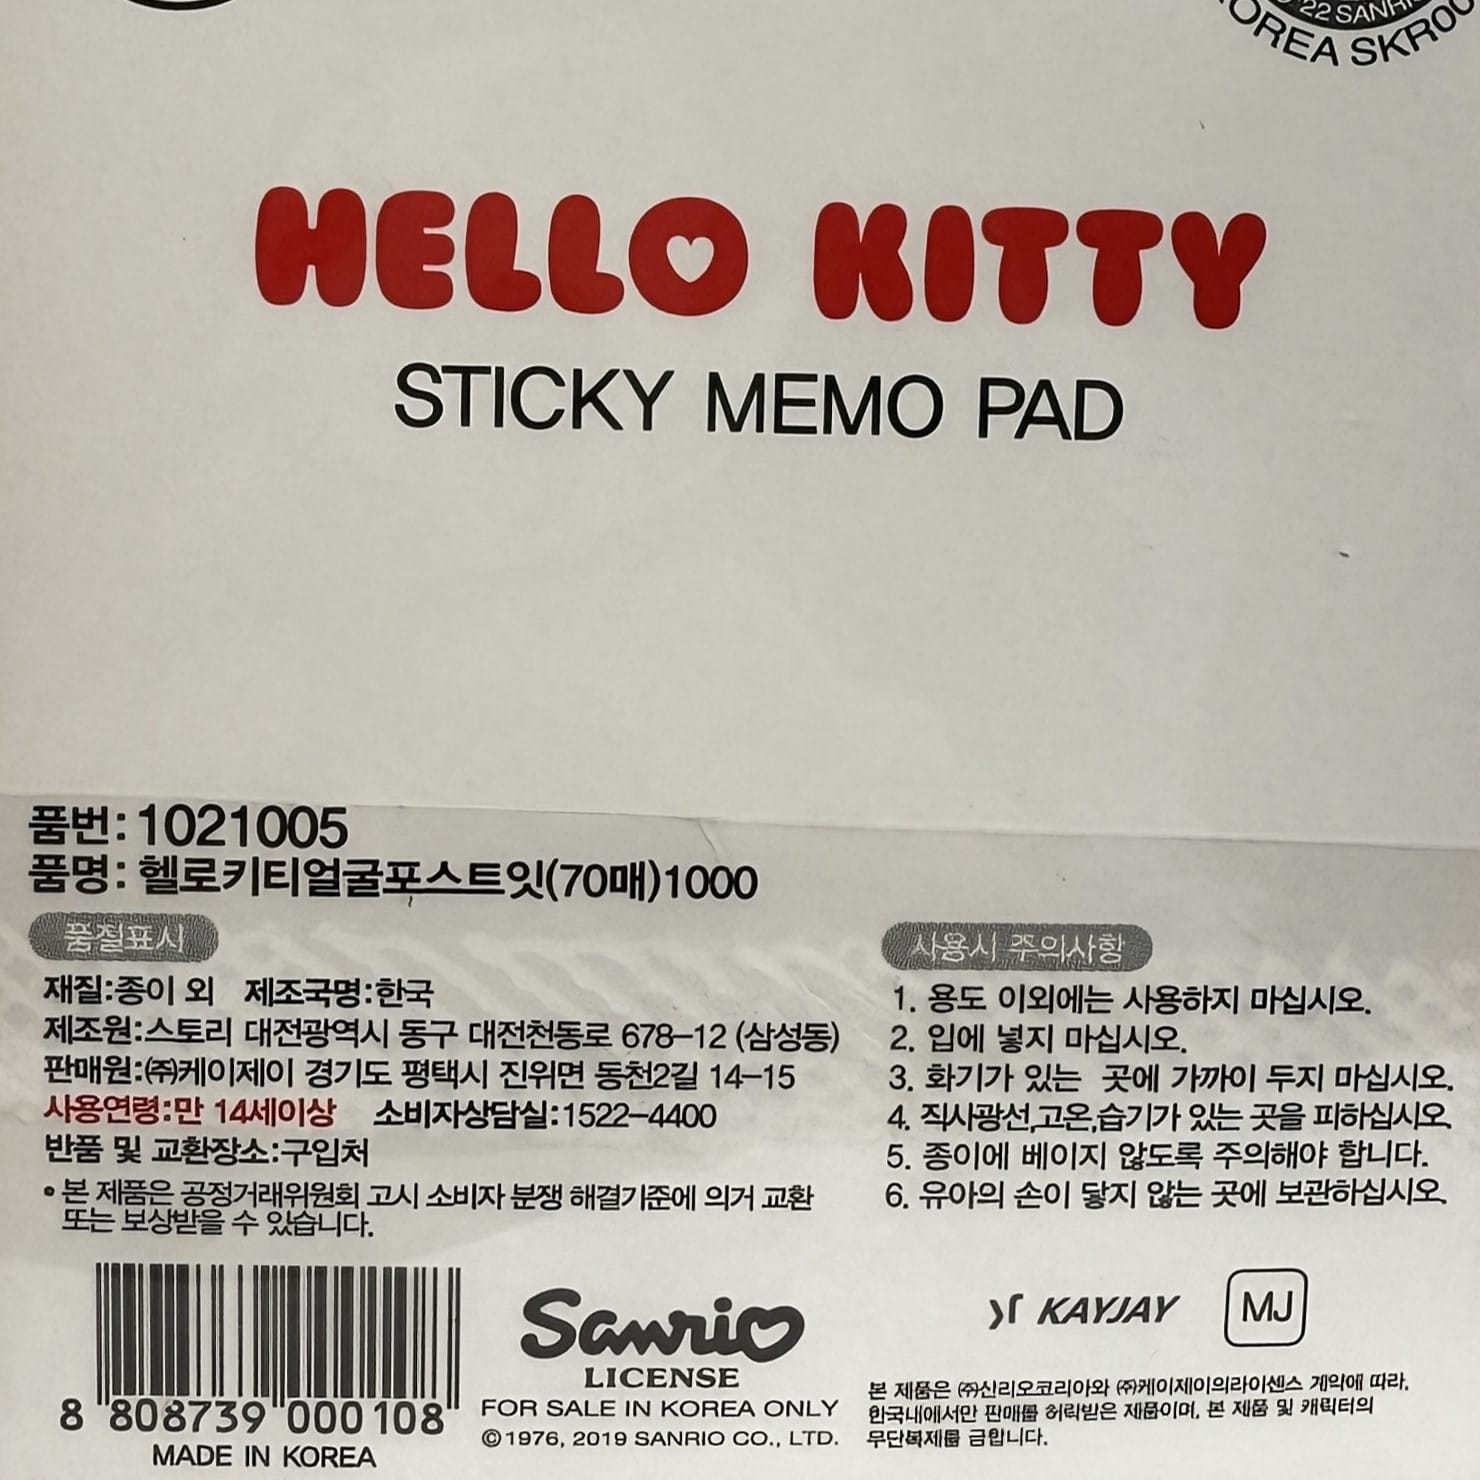 '22 SANRIO
KOREA SKR00
HELLO KITTY
STICKY MEMO PAD
품번: 1021005
품명: 헬로키티얼굴포스트잇(70매)1000
품질표시
재질:종이 외 제조국명:한국
제조원:스토리 대전광역시 동구 대전천동로 678-12 (삼성동)
판매원:㈜케이제이 경기도 평택시 진위면 동천2길 14-15
사용연령:만 14세이상 소비자상담실:1522-4400
반품 및 교환장소:구입처
• 본 제품은 공정거래위원회 고시 소비자 분쟁 해결기준에 의거 교환
또는 보상받을 수 있습니다.
사용시 주의사항
1. 용도 이외에는 사용하지 마십시오.
2. 입에 넣지 마십시오.
3. 화기가 있는 곳에 가까이 두지 마십시오.
4. 직사광선,고온,습기가 있는 곳을 피하십시오.
5. 종이에 베이지 않도록 주의해야 합니다.
6. 유아의 손이 닿지 않는 곳에 보관하십시오.
8 808739 000108
MADE IN KOREA
Sanrio
LICENSE
FOR SALE IN KOREA ONLY
©1976, 2019 SANRIO CO., LTD.
KAYJAY
MJ
본 제품은 ㈜산리오코리아와 ㈜케이제이의라이센스 계약에 따라,
한국내에서만 판매를 허락받은 제품이며, 본 제품 및 캐릭터의
무단복제를 금합니다.